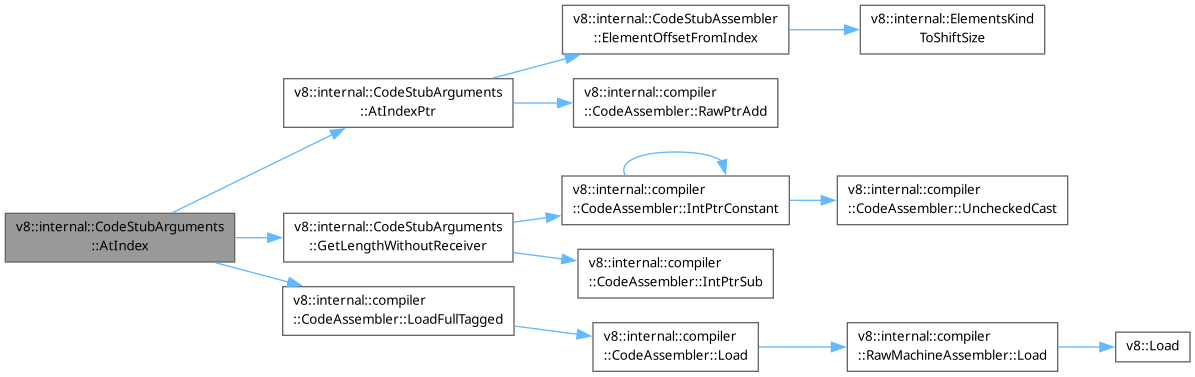 v8::internal::CodeStubArguments
::AtIndex
v8::internal::CodeStubArguments
::AtIndexPtr
v8::internal::CodeStubAssembler
::ElementOffsetFromIndex
v8::internal::ElementsKind
ToShiftSize
v8::internal::compiler
::CodeAssembler::RawPtrAdd
v8::internal::CodeStubArguments
::GetLengthWithoutReceiver
v8::internal::compiler
::CodeAssembler::IntPtrConstant
v8::internal::compiler
::CodeAssembler::UncheckedCast
v8::internal::compiler
::CodeAssembler::IntPtrSub
v8::internal::compiler
::CodeAssembler::LoadFullTagged
v8::internal::compiler
::CodeAssembler::Load
v8::internal::compiler
::RawMachineAssembler::Load
v8::Load